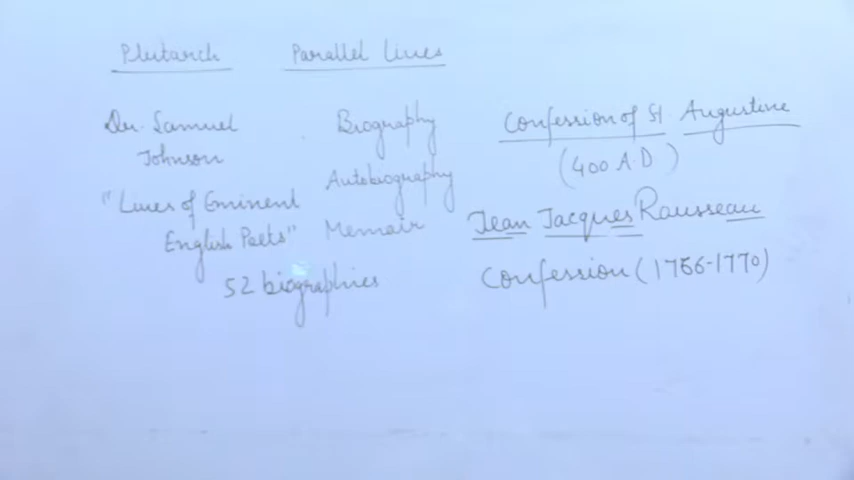 Plutarch Parallel Lives
Dr. Samuel
Johnson
"Lives of Eminent
English Poets"
52 biographies
Biography
Autobiography
Memoir
Confession of St. Augustine
(400 A.D)
Jean Jacques Rousseau
Confession (1766-1770)